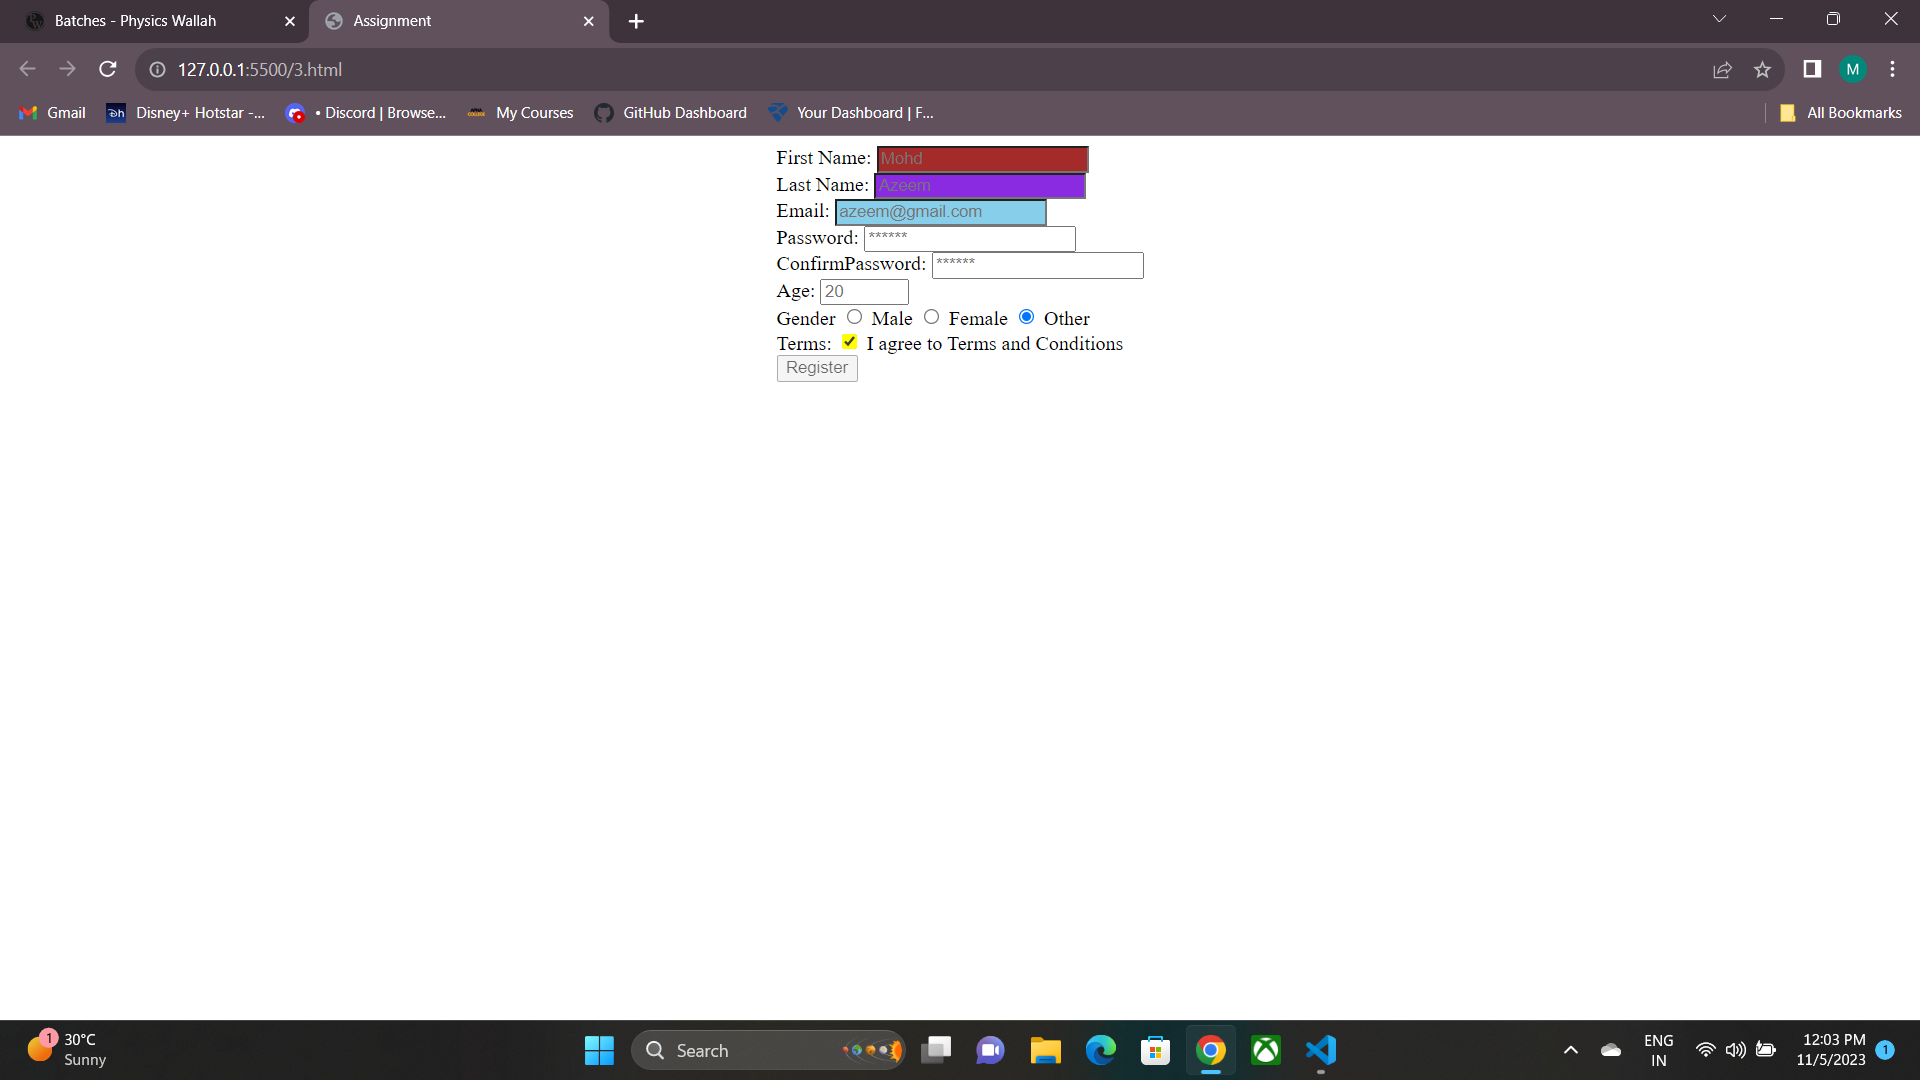 Batches - Physics Wallah
Assignment
127.0.0.1:5500/3.html
M
Gmail
Disney+ Hotstar -...
• Discord | Browse...
My Courses
GitHub Dashboard
Your Dashboard | F...
All Bookmarks
First Name: Mohd
Last Name: Azeem
Email: azeem@gmail.com
Password: ******
ConfirmPassword: ******
Age: 20
Gender Male Female Other
Terms: I agree to Terms and Conditions
Register
1
30°C
Sunny
Search
ENG
IN
12:03 PM
11/5/2023
1